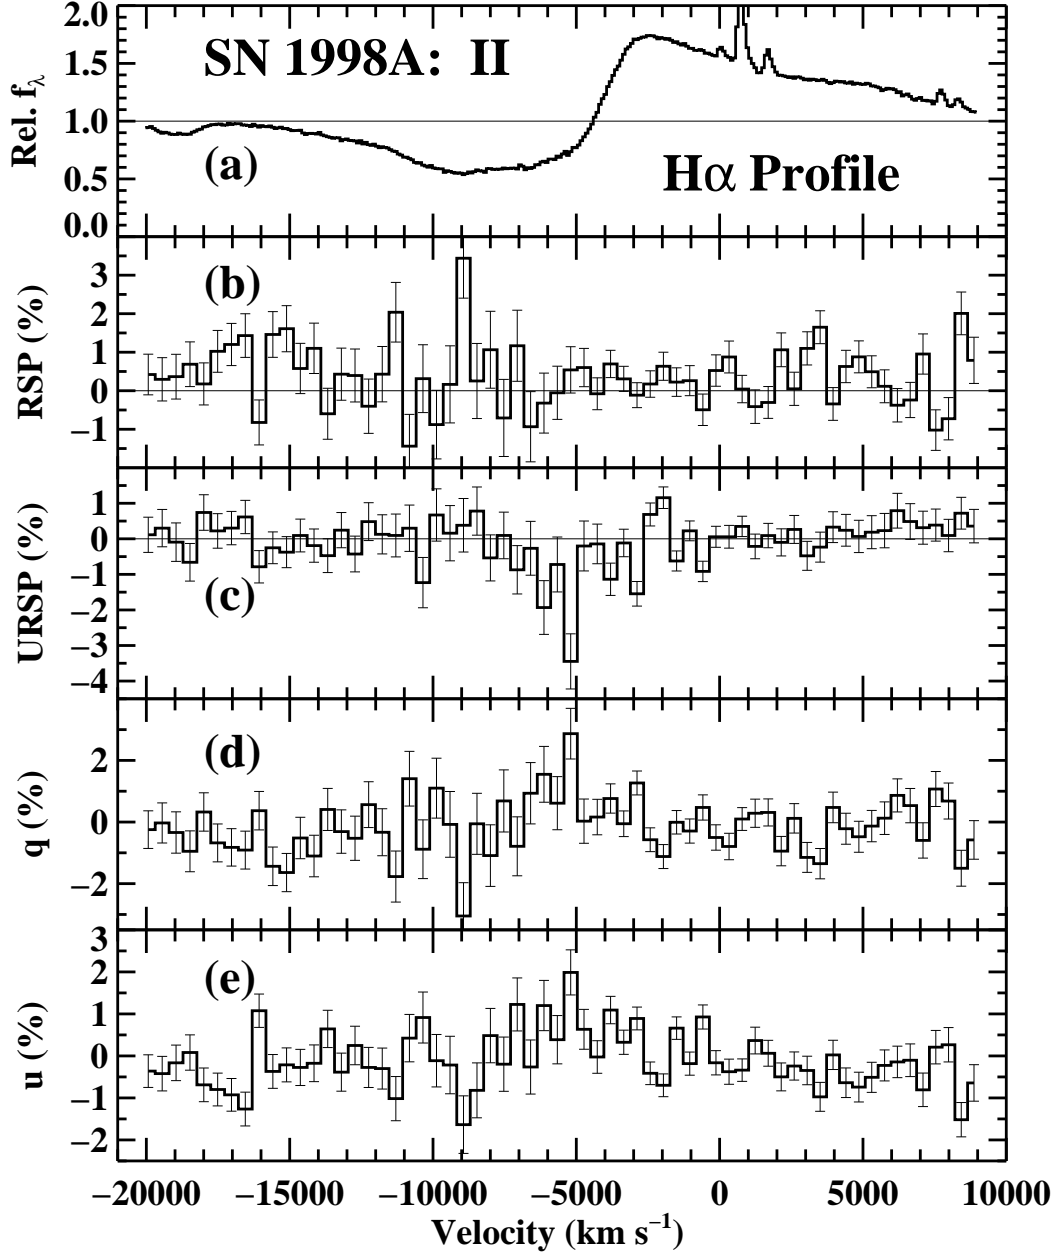 2.0
SN 1998A: II
1.5
Rel. fλ
1.0
(a)
Hα Profile
0.5
0.0
(b)
3
2
RSP (%)
1
0
−1
1
0
URSP (%)
−1
(c)
−2
−3
−4
(d)
2
q (%)
0
−2
3
(e)
2
1
u (%)
0
−1
−2
−20000 −15000 −10000 −5000 0 5000 10000
Velocity (km s−1)